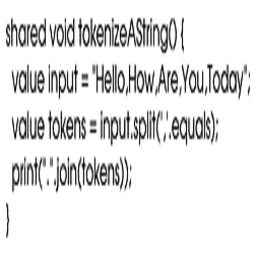 shared void tokenizeAString() {
value input = "Hello,How,Are,You,Today";
value tokens = input.split(','.equals);
print(".".join(tokens));
}